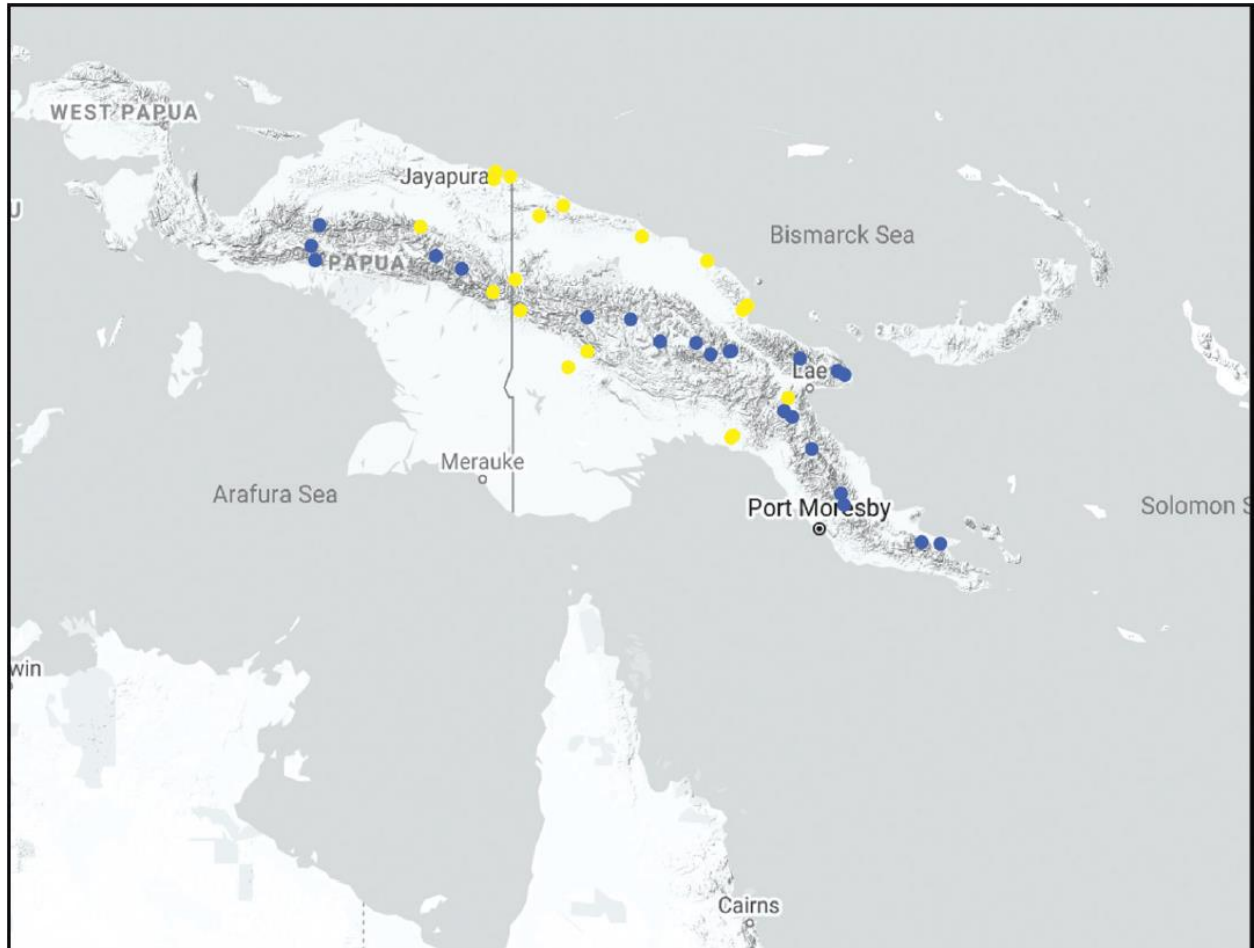 WEST PAPUA
Jayapura
U
Bismarck Sea
PAPUA
Lae
Merauke
Arafura Sea
Port Moresby
Solomon S
win
Cairns